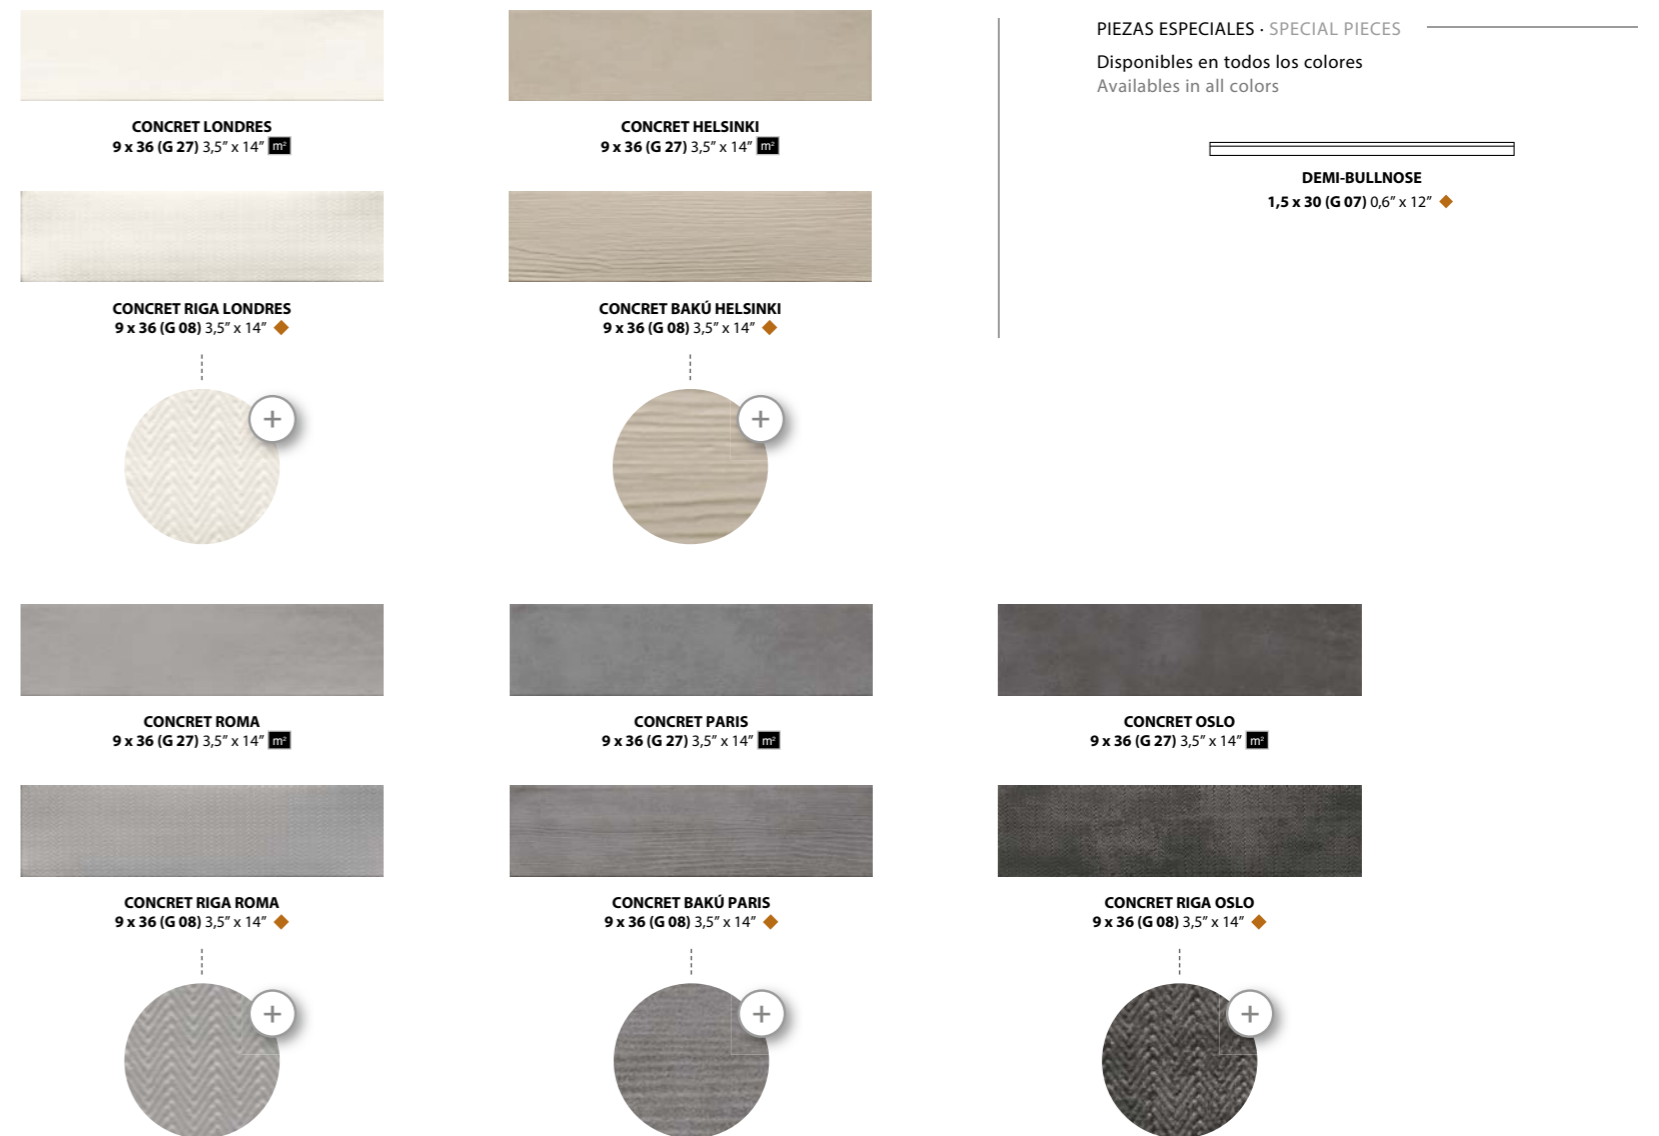 CONCRET LONDRES
9 x 36 (G 27) 3,5” x 14” m²
CONCRET HELSINKI
9 x 36 (G 27) 3,5” x 14” m²
PIEZAS ESPECIALES · SPECIAL PIECES
Disponibles en todos los colores
Availables in all colors
DEMI-BULLNOSE
1,5 x 30 (G 07) 0,6” x 12”
CONCRET RIGA LONDRES
9 x 36 (G 08) 3,5” x 14”
CONCRET BAKÚ HELSINKI
9 x 36 (G 08) 3,5” x 14”
CONCRET ROMA
9 x 36 (G 27) 3,5” x 14” m²
CONCRET PARIS
9 x 36 (G 27) 3,5” x 14” m²
CONCRET OSLO
9 x 36 (G 27) 3,5” x 14” m²
CONCRET RIGA ROMA
9 x 36 (G 08) 3,5” x 14”
CONCRET BAKÚ PARIS
9 x 36 (G 08) 3,5” x 14”
CONCRET RIGA OSLO
9 x 36 (G 08) 3,5” x 14”